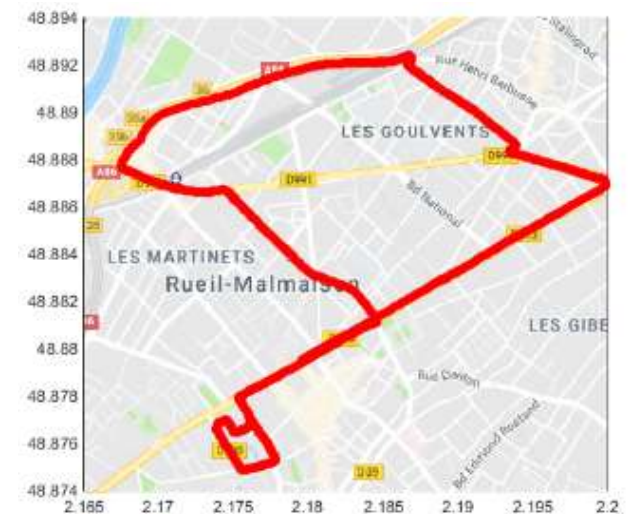 48.894
48.892
48.89
48.888
48.886
48.884
48.882
48.88
48.878
48.876
48.874
2.165
2.17
2.175
2.18
2.185
2.19
2.195
2.2
Stalingrad
Rue Henri Barbusse
LES GOULVENTS
A86
D991
Bd National
LES MARTINETS
Rueil-Malmaison
LES GIBE
Rue Danton
Bd Edmond Rostand
D39